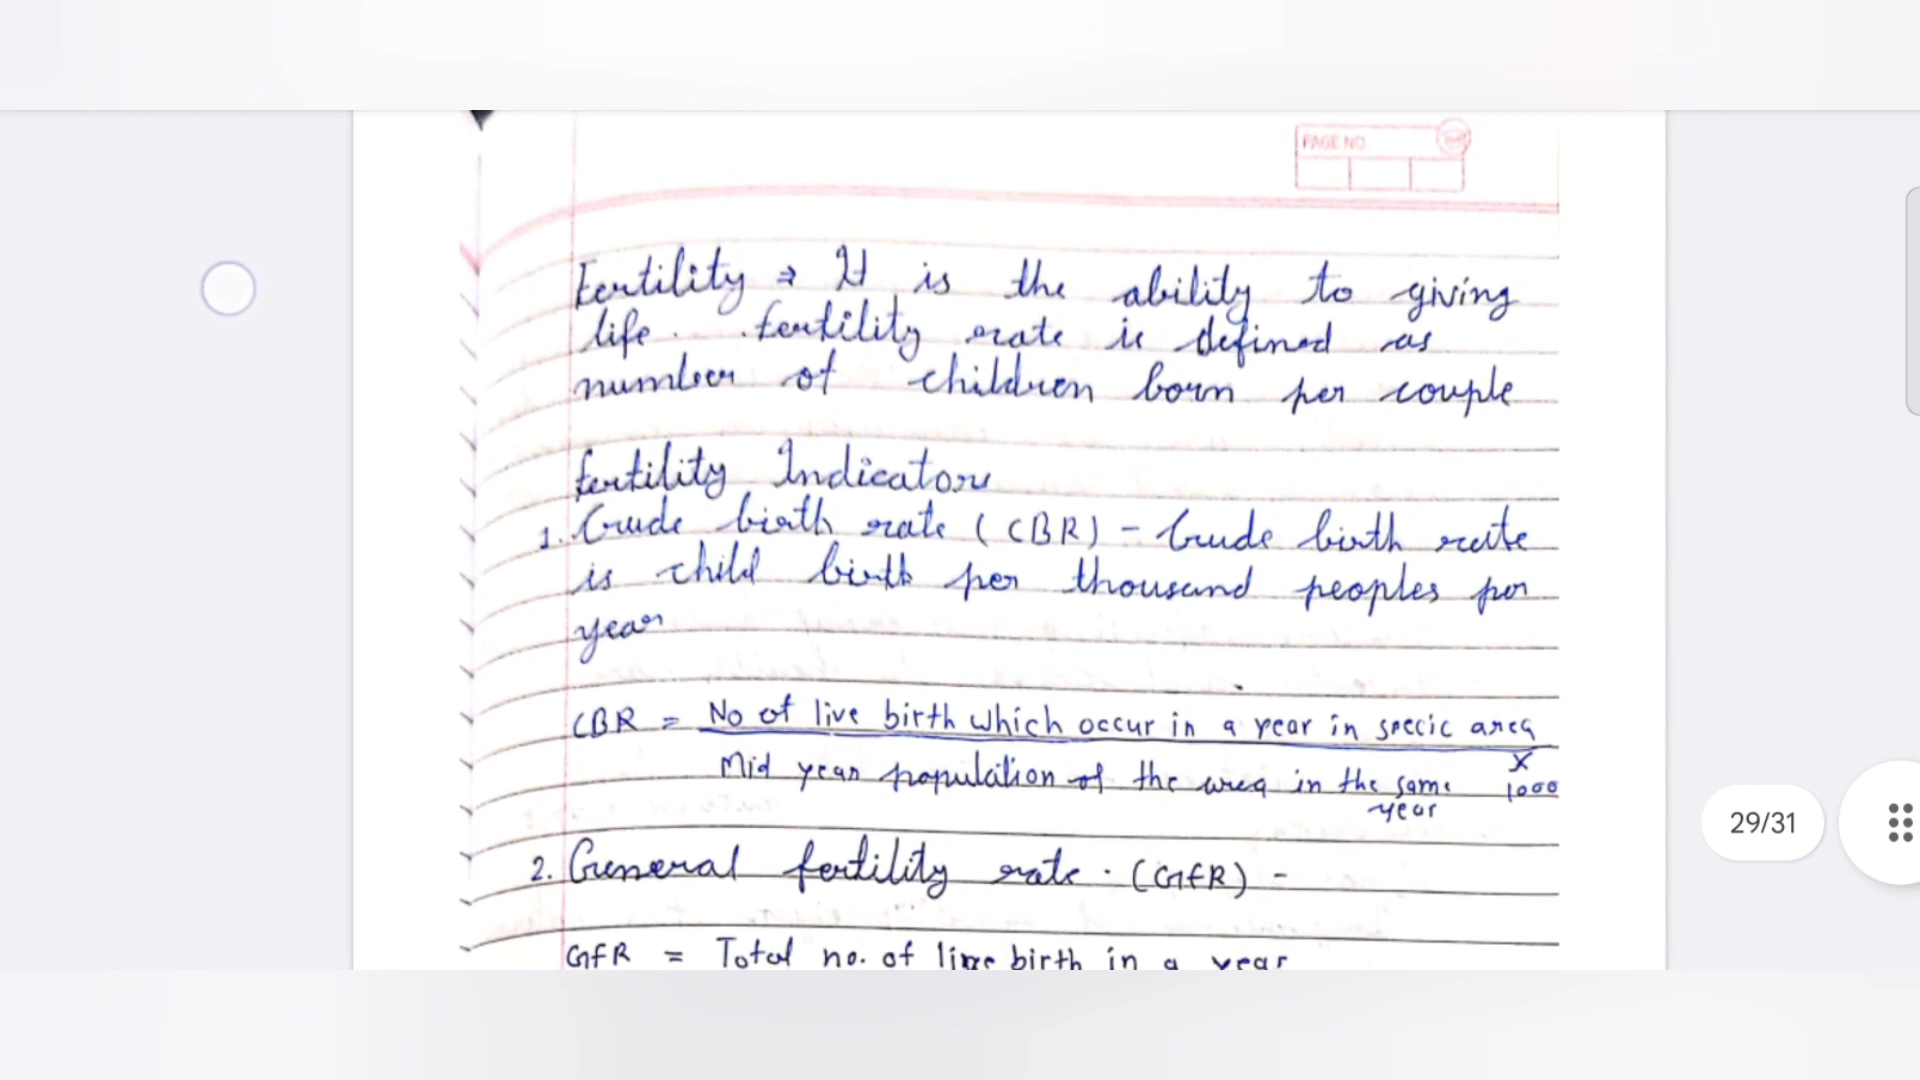 PAGE NO
Fertility → It is the ability to giving
life. fertility rate is defined as
number of children born per couple
fertility Indicators
1. Crude birth rate (CBR) - Crude birth rate
is child birth per thousand peoples per
year
CBR = No of live birth which occur in a year in specic area
x
Mid year population of the area in the same 1000
year
2. General fertility rate. (GFR) -
29/31
GFR = Total no. of live birth in a year